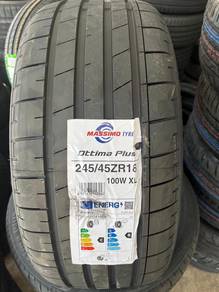 MASSIMO TYRE
Ottima Plus
245/45ZR18
100W XL
ENERG